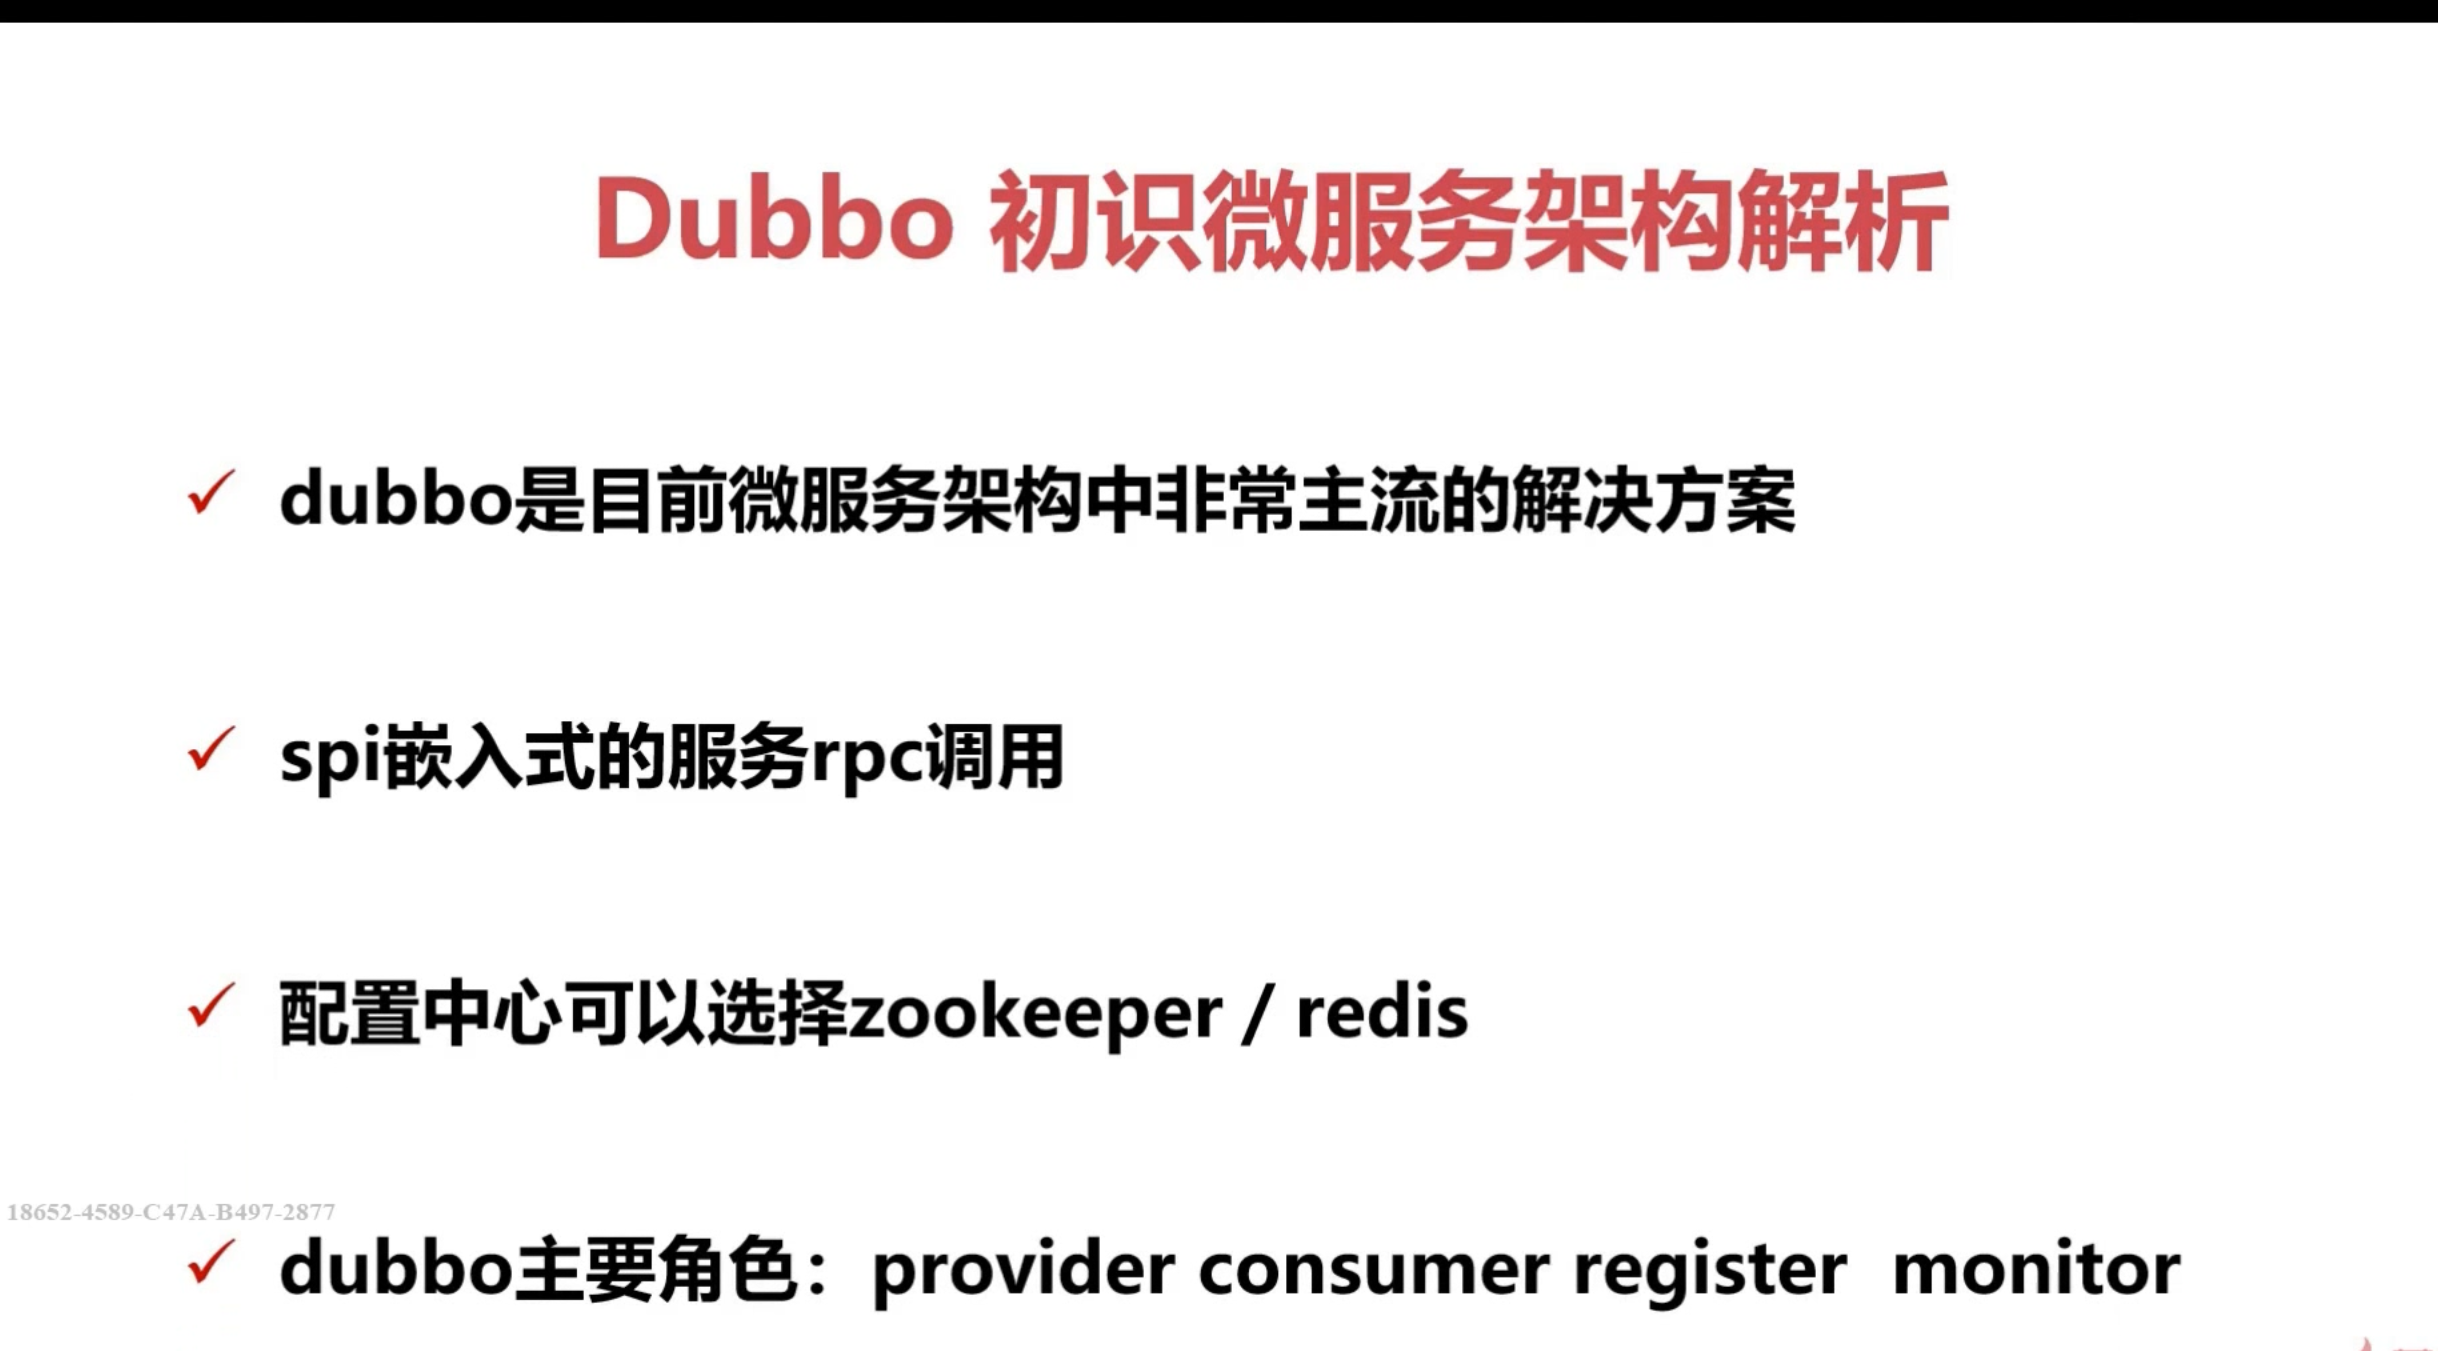 Dubbo 初识微服务架构解析
dubbo是目前微服务架构中非常主流的解决方案
spi嵌入式的服务rpc调用
配置中心可以选择zookeeper / redis
18652-4589-C47A-B497-2877
dubbo主要角色：provider consumer register monitor